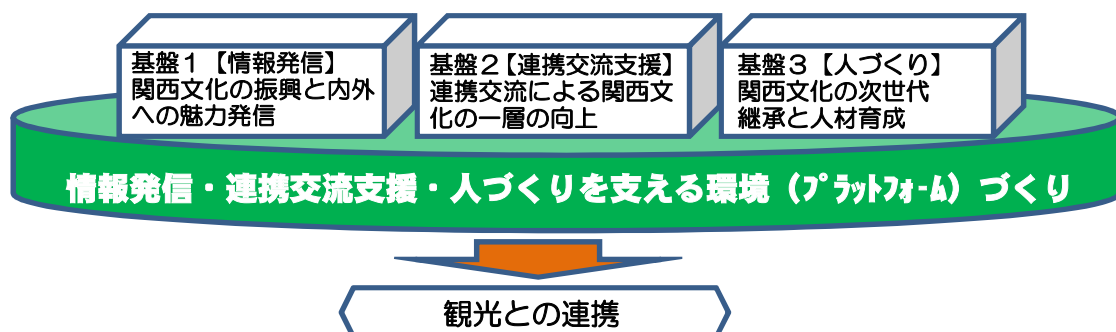 基盤１【情報発信】
関西文化の振興と内外
への魅力発信
基盤２【連携交流支援】
連携交流による関西文
化の一層の向上
基盤３【人づくり】
関西文化の次世代
継承と人材育成
情報発信・連携交流支援・人づくりを支える環境（ﾌﾟﾗｯﾄﾌｫｰﾑ）づくり
観光との連携